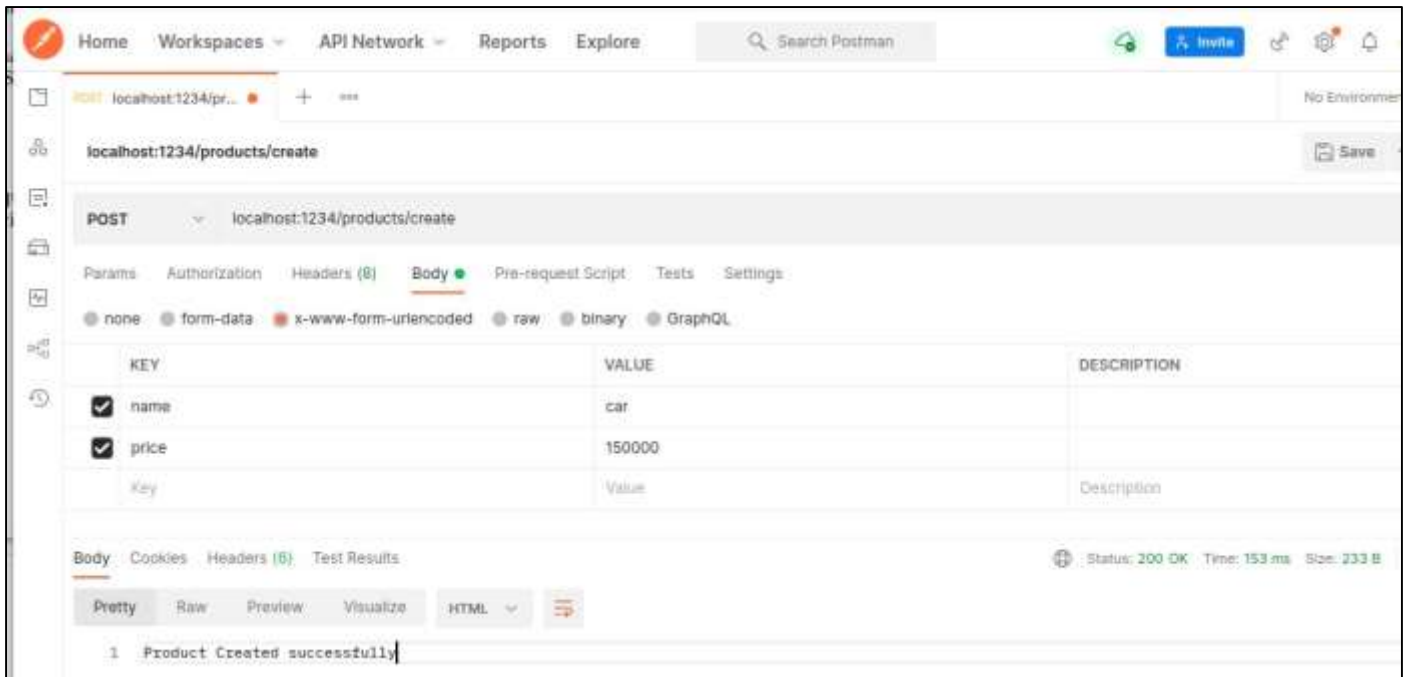 Home Workspaces API Network Reports Explore Search Postman Invite
POST localhost:1234/pr... No Environmen
localhost:1234/products/create Save
POST localhost:1234/products/create
Params Authorization Headers (8) Body Pre-request Script Tests Settings
none form-data x-www-form-urlencoded raw binary GraphQL
KEY VALUE DESCRIPTION
name car
price 150000
Key Value Description
Body Cookies Headers (6) Test Results Status: 200 OK Time: 153 ms Size: 233 B
Pretty Raw Preview Visualize HTML
1 Product Created successfully